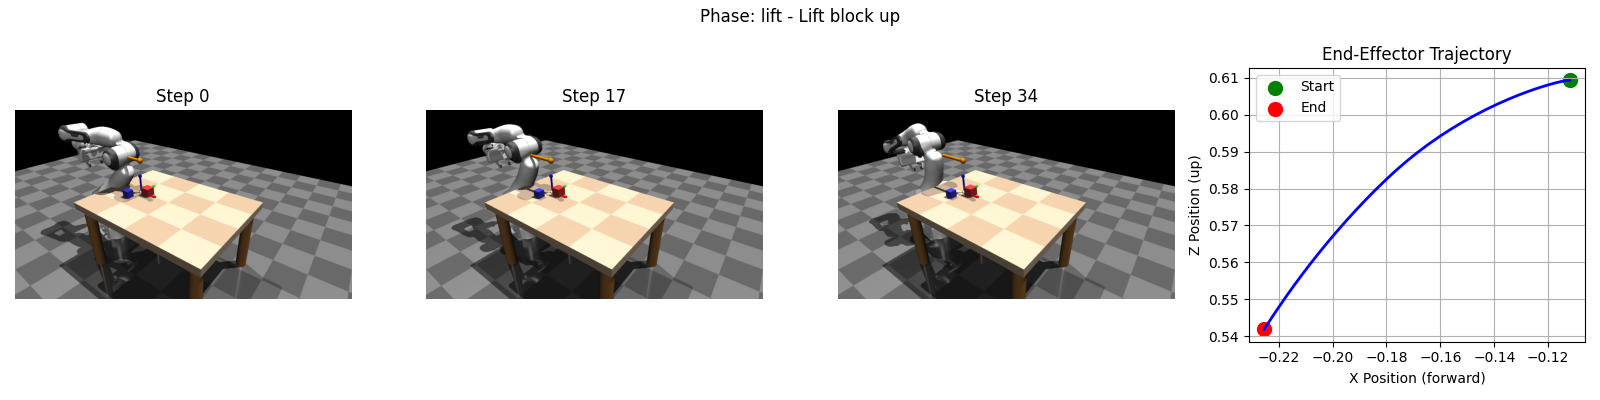 Phase: lift - Lift block up
Step 0
Step 17
Step 34
End-Effector Trajectory
Start
End
Z Position (up)
0.61
0.60
0.59
0.58
0.57
0.56
0.55
0.54
−0.22
−0.20
−0.18
−0.16
−0.14
−0.12
X Position (forward)